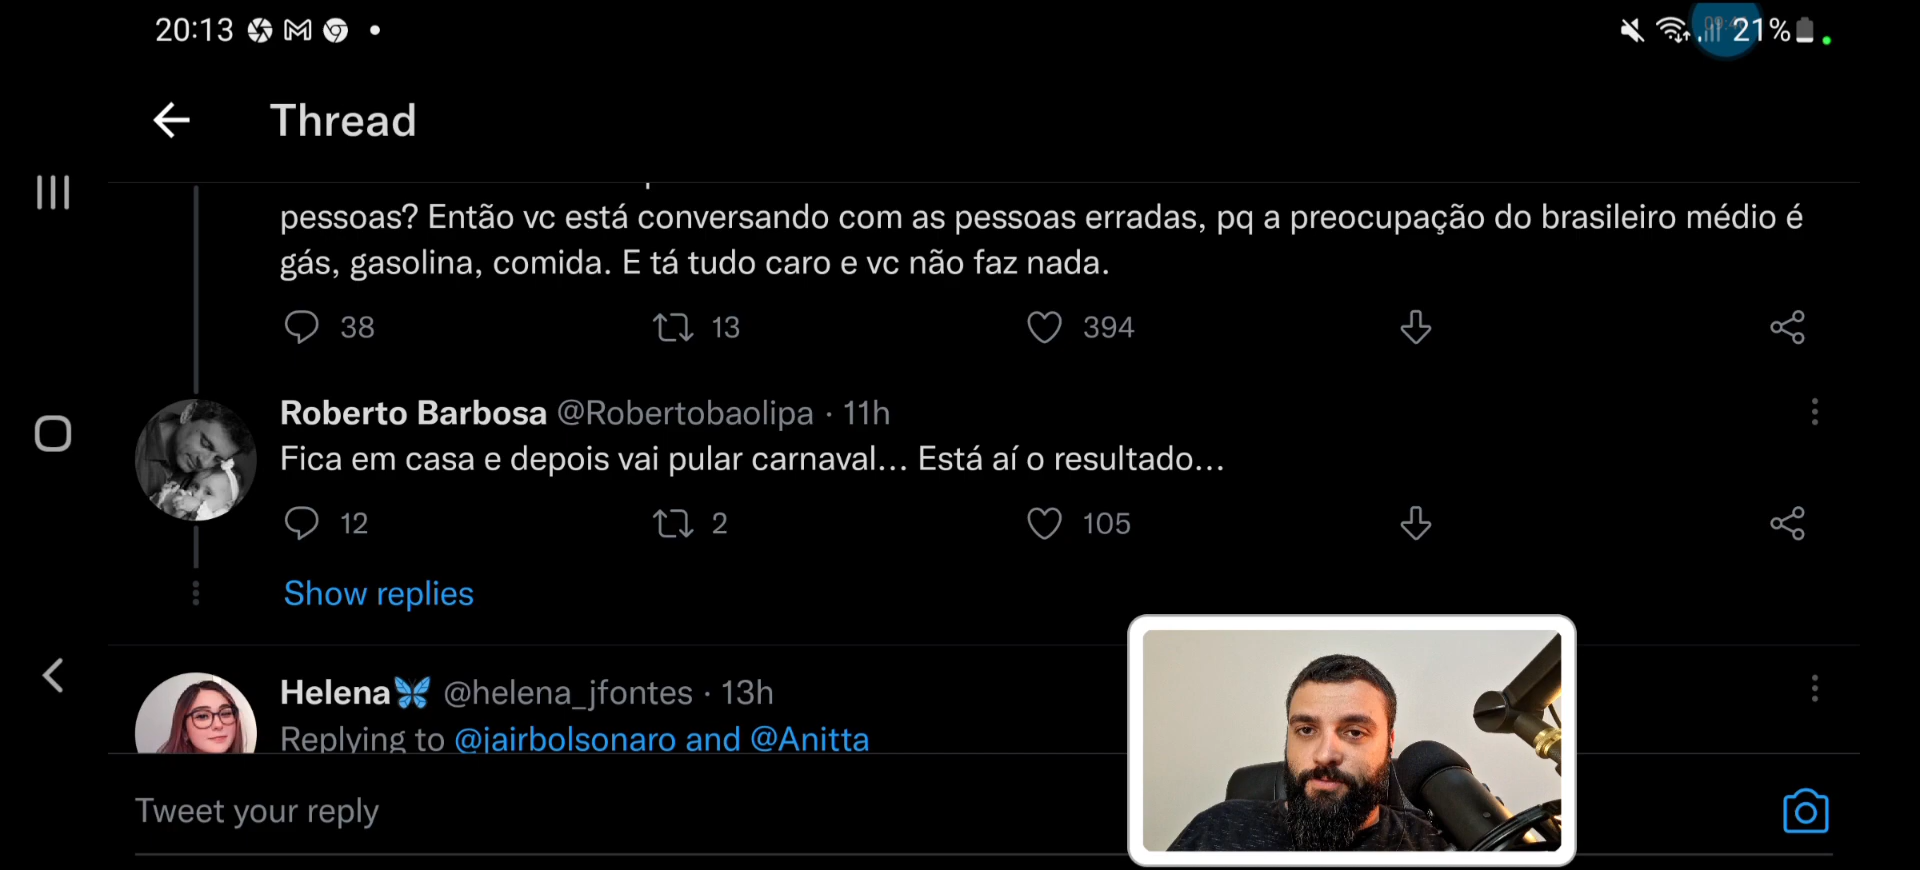 20:13
21%
Thread
pessoas? Então vc está conversando com as pessoas erradas, pq a preocupação do brasileiro médio é
gás, gasolina, comida. E tá tudo caro e vc não faz nada.
38 13 394
Roberto Barbosa @Robertobaolipa · 11h
Fica em casa e depois vai pular carnaval... Está aí o resultado...
12 2 105
Show replies
Helena @helena_jfontes · 13h
Replying to @jairbolsonaro and @Anitta
Tweet your reply